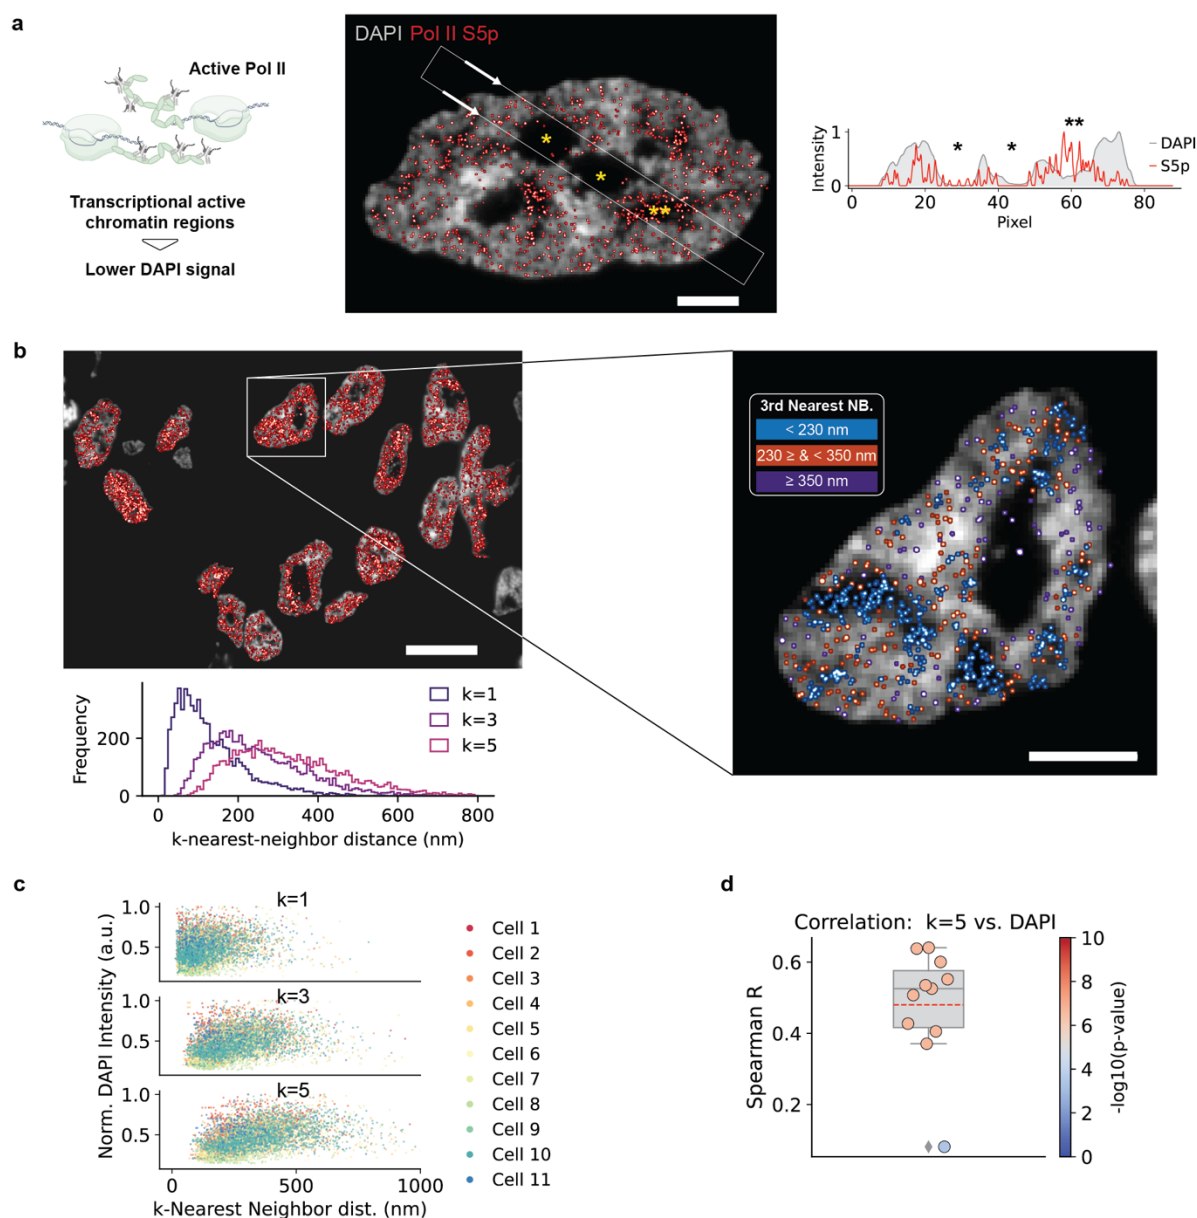 a
Active Pol II
Transcriptional active
chromatin regions
Lower DAPI signal
DAPI Pol II S5p
*
*
**
Intensity
1
0
* * **
DAPI
S5p
0 20 40 60 80
Pixel
b
3rd Nearest NB.
< 230 nm
230 ≥ & < 350 nm
≥ 350 nm
Frequency
200
0
k=1
k=3
k=5
0 200 400 600 800
k-nearest-neighbor distance (nm)
c
Norm. DAPI Intensity (a.u.)
k=1
1.0
0.5
k=3
1.0
0.5
k=5
1.0
0.5
0 500 1000
k-Nearest Neighbor dist. (nm)
Cell 1
Cell 2
Cell 3
Cell 4
Cell 5
Cell 6
Cell 7
Cell 8
Cell 9
Cell 10
Cell 11
d
Correlation: k=5 vs. DAPI
Spearman R
0.6
0.4
0.2
10
8
6
4
2
0
-log10(p-value)